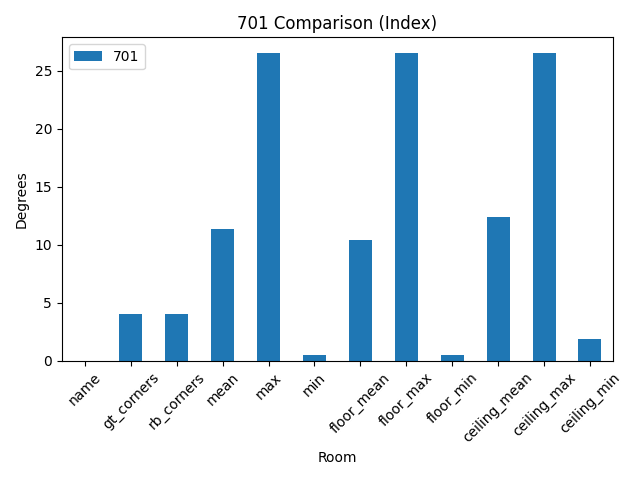 701 Comparison (Index)
701
Degrees
25
20
15
10
5
0
name
gt_corners
rb_corners
mean
max
min
floor_mean
floor_max
floor_min
ceiling_mean
ceiling_max
ceiling_min
Room